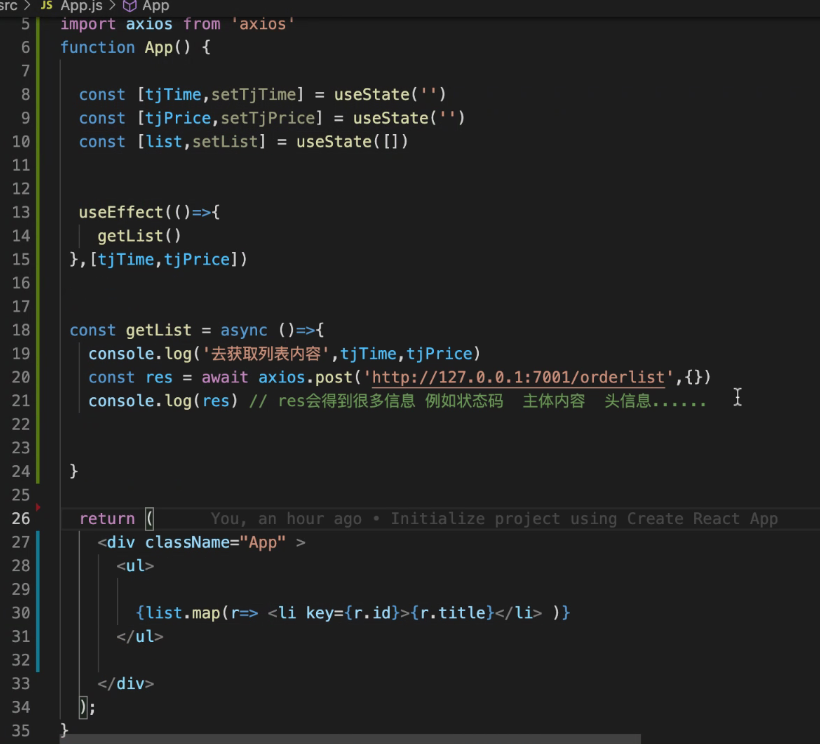 src > JS App.js > App
5 import axios from 'axios'
6 function App() {
7
8 const [tjTime,setTjTime] = useState('')
9 const [tjPrice,setTjPrice] = useState('')
10 const [list,setList] = useState([])
11
12
13 useEffect(()=>{
14 getList()
15 },[tjTime,tjPrice])
16
17
18 const getList = async ()=>{
19 console.log('去获取列表内容',tjTime,tjPrice)
20 const res = await axios.post('http://127.0.0.1:7001/orderlist',{})
21 console.log(res) // res会得到很多信息 例如状态码 主体内容 头信息......
22
23
24 }
25
26 return ( You, an hour ago • Initialize project using Create React App
27 <div className="App" >
28 <ul>
29
30 {list.map(r=> <li key={r.id}>{r.title}</li> )}
31 </ul>
32
33 </div>
34 );
35 }